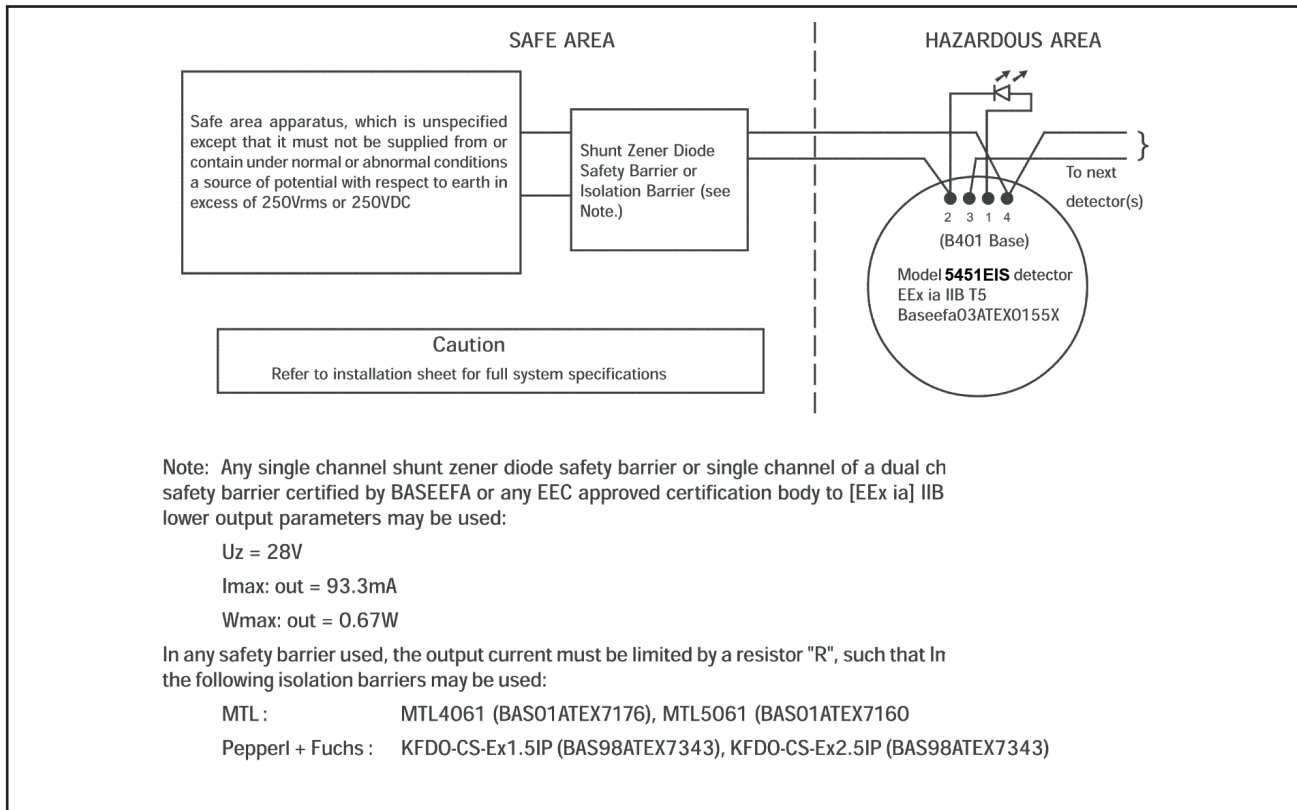 SAFE AREA
HAZARDOUS AREA
Safe area apparatus, which is unspecified
except that it must not be supplied from or
contain under normal or abnormal conditions
a source of potential with respect to earth in
excess of 250Vrms or 250VDC
Shunt Zener Diode
Safety Barrier or
Isolation Barrier (see
Note.)
}
To next
detector(s)
2 3 1 4
(B401 Base)
Model 5451EIS detector
EEx ia IIB T5
Baseefa03ATEX0155X
Caution
Refer to installation sheet for full system specifications
Note: Any single channel shunt zener diode safety barrier or single channel of a dual ch
safety barrier certified by BASEEFA or any EEC approved certification body to [EEx ia] IIB
lower output parameters may be used:
Uz = 28V
Imax: out = 93.3mA
Wmax: out = 0.67W
In any safety barrier used, the output current must be limited by a resistor "R", such that
the following isolation barriers may be used:
MTL : MTL4061 (BAS01ATEX7176), MTL5061 (BAS01ATEX7160
Pepperl + Fuchs : KFDO-CS-Ex1.5IP (BAS98ATEX7343), KFDO-CS-Ex2.5IP (BAS98ATEX7343)